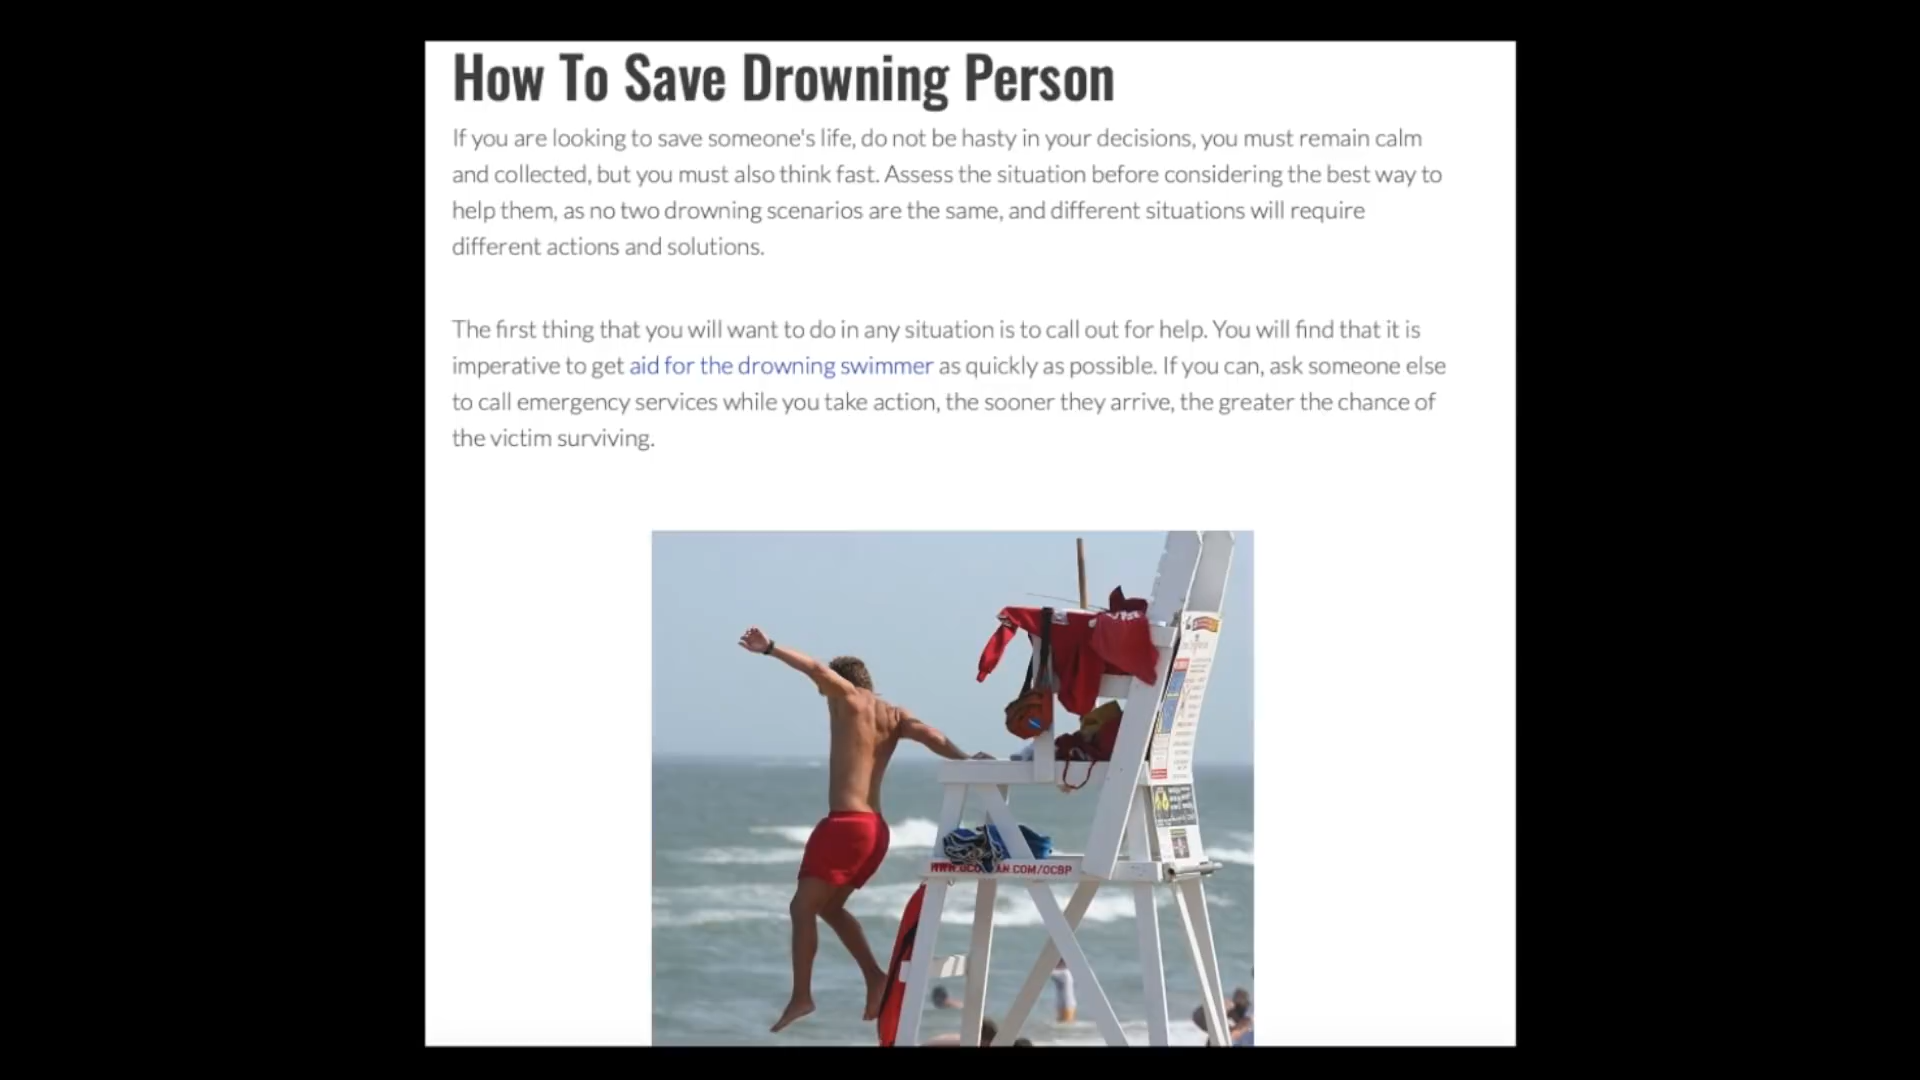 How To Save Drowning Person
If you are looking to save someone's life, do not be hasty in your decisions, you must remain calm
and collected, but you must also think fast. Assess the situation before considering the best way to
help them, as no two drowning scenarios are the same, and different situations will require
different actions and solutions.
The first thing that you will want to do in any situation is to call out for help. You will find that it is
imperative to get aid for the drowning swimmer as quickly as possible. If you can, ask someone else
to call emergency services while you take action, the sooner they arrive, the greater the chance of
the victim surviving.
.COM/OCBP